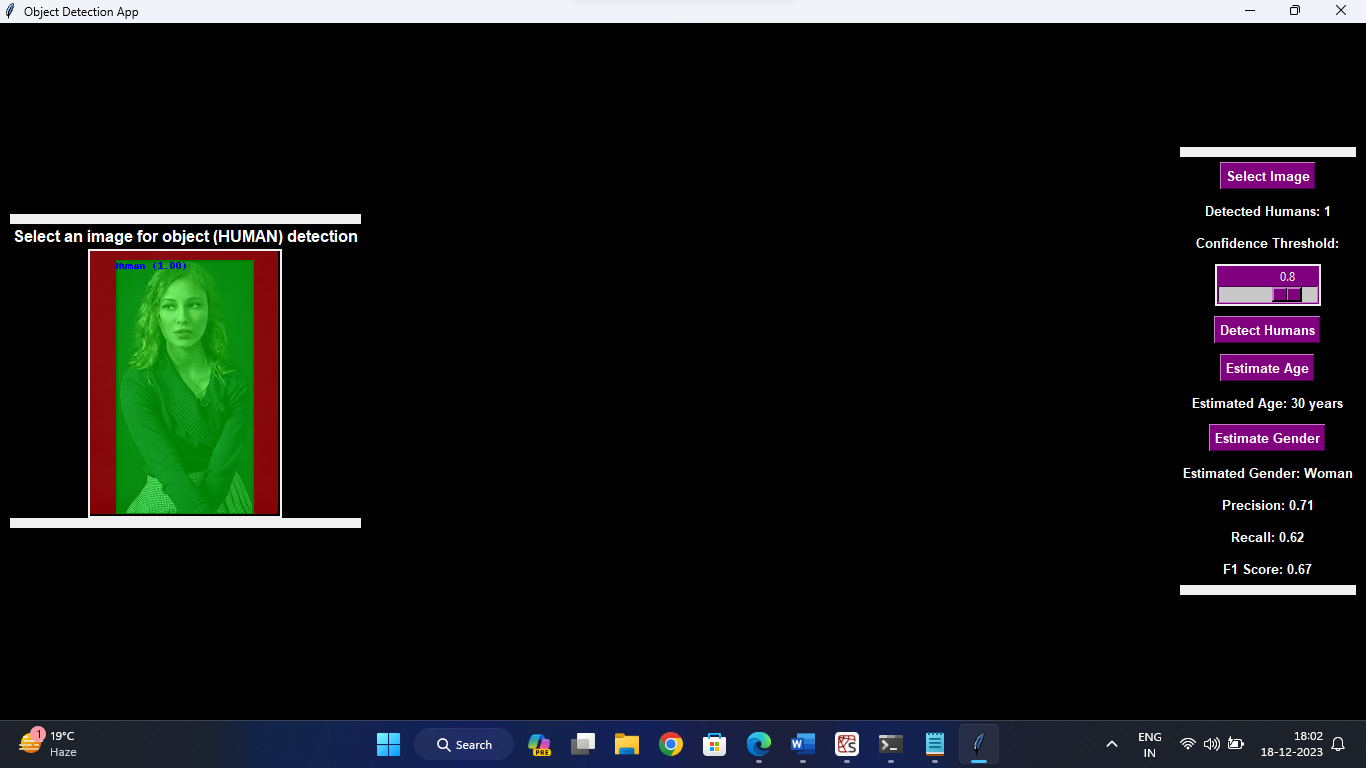 Object Detection App
Select an image for object (HUMAN) detection
Human (1.00)
Select Image
Detected Humans: 1
Confidence Threshold:
0.8
Detect Humans
Estimate Age
Estimated Age: 30 years
Estimate Gender
Estimated Gender: Woman
Precision: 0.71
Recall: 0.62
F1 Score: 0.67
1
19°C
Haze
Search
PRE
W
ENG
IN
18:02
18-12-2023